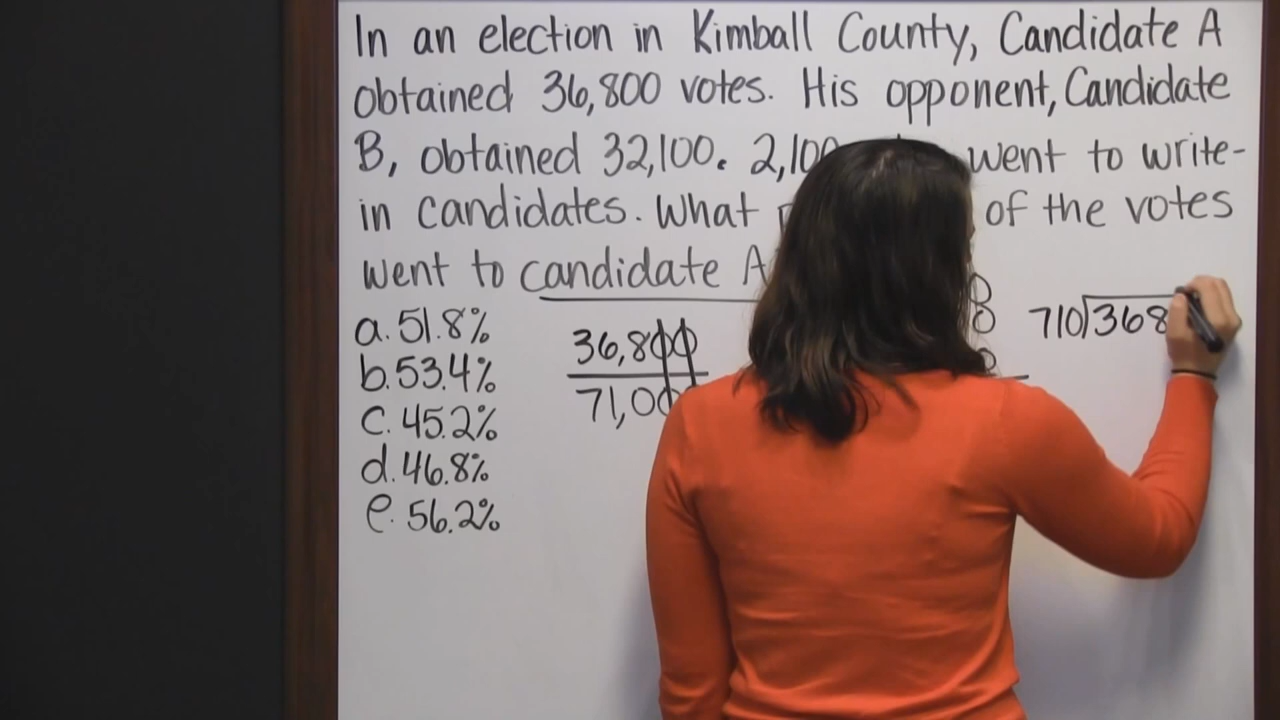 In an election in Kimball County, Candidate A
obtained 36,800 votes. His opponent, Candidate
B, obtained 32,100. 2,100 went to write-
in candidates. What of the votes
went to candidate A
a. 51.8%
b. 53.4%
c. 45.2%
d. 46.8%
e. 56.2%
36,800
71,00
710)368